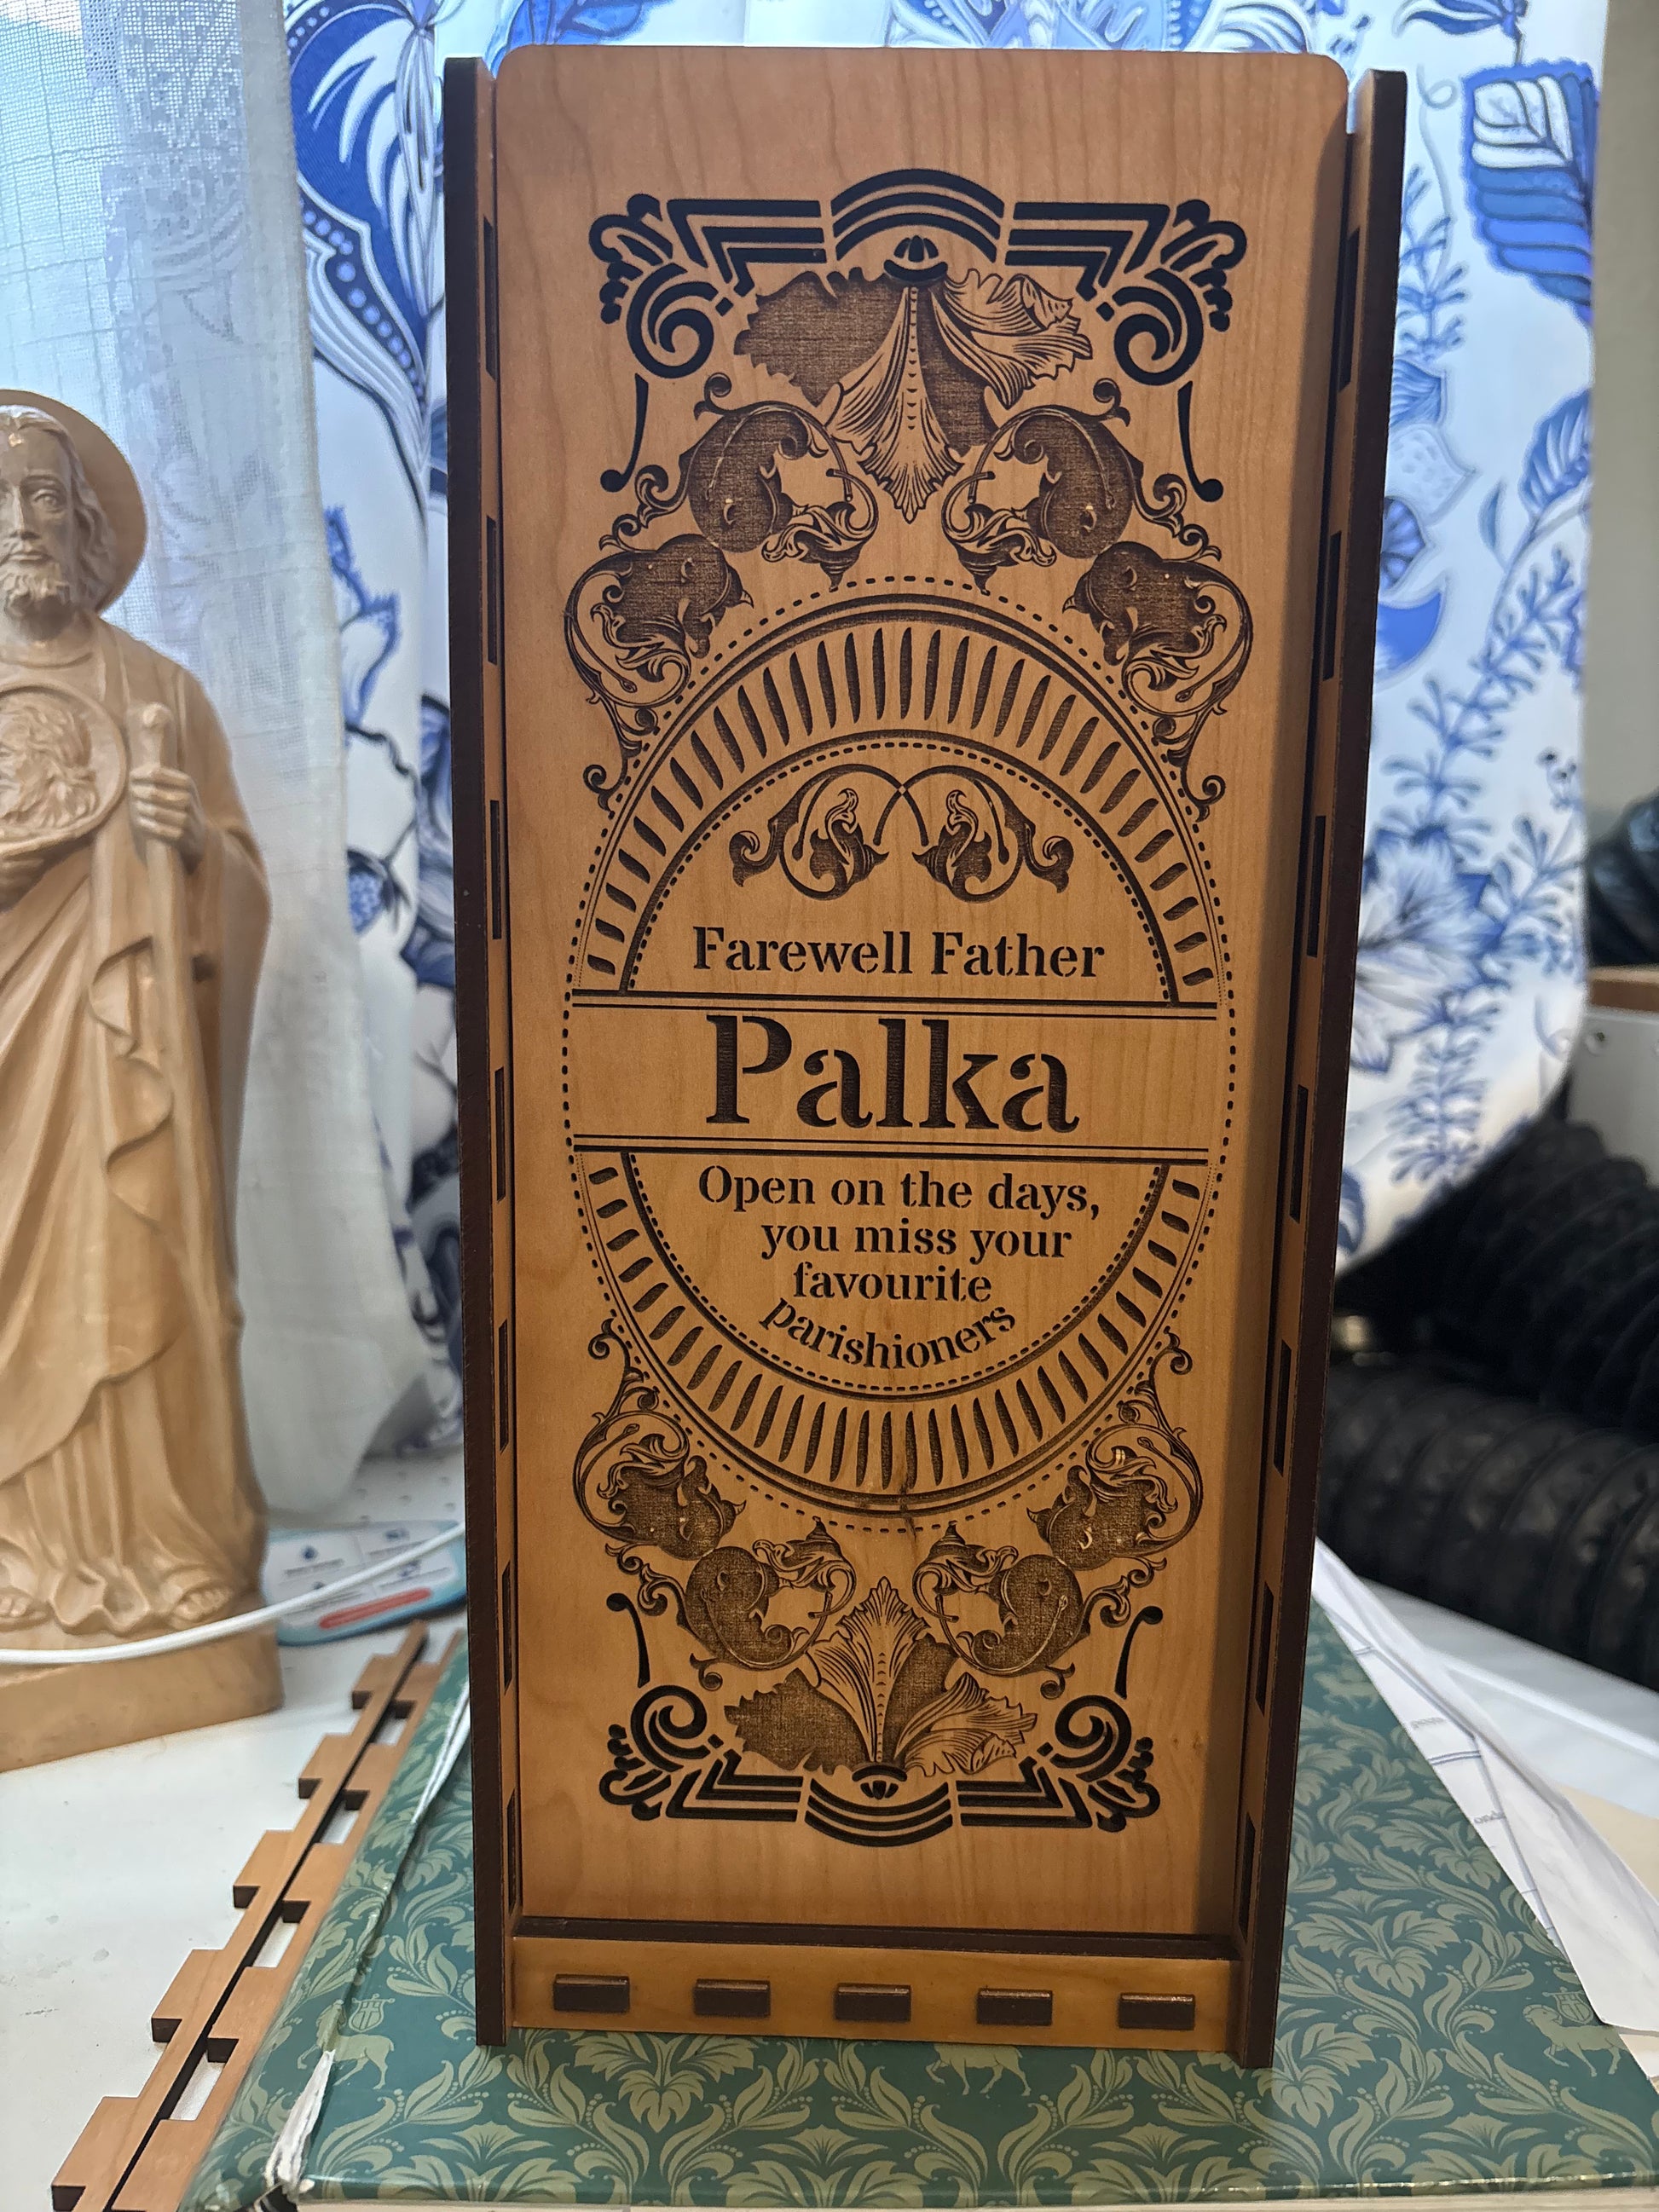 Farewell Father
Palka
Open on the days,
you miss your
favourite
parishioners